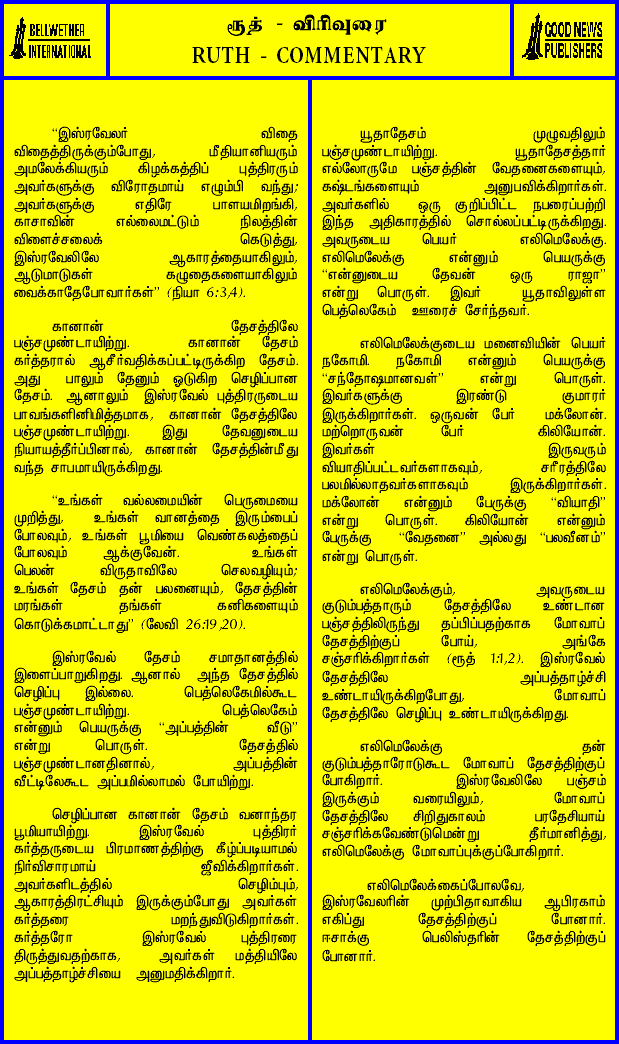 BELLWETHER
INTERNATIONAL
ரூத் - விரிவுரை
RUTH - COMMENTARY
GOOD NEWS
PUBLISHERS
“இஸ்ரவேலர் விதை
விதைத்திருக்கும்போது, மீதியானியரும்
அமலேக்கியரும் கிழக்கத்திப் புத்திரரும்
அவர்களுக்கு விரோதமாய் எழும்பி வந்து;
அவர்களுக்கு எதிரே பாளயமிறங்கி,
காசாவின் எல்லைமட்டும் நிலத்தின்
விளைச்சலைக் கெடுத்து,
இஸ்ரவேலிலே ஆகாரத்தையாகிலும்,
ஆடுமாடுகள் கழுதைகளையாகிலும்
வைக்காதேபோவார்கள்” (நியா 6:3,4).
கானான் தேசத்திலே
பஞ்சமுண்டாயிற்று. கானான் தேசம்
கர்த்தரால் ஆசீர்வதிக்கப்பட்டிருக்கிற தேசம்.
அது பாலும் தேனும் ஓடுகிற செழிப்பான
தேசம். ஆனாலும் இஸ்ரவேல் புத்திரருடைய
பாவங்களினிமித்தமாக, கானான் தேசத்திலே
பஞ்சமுண்டாயிற்று. இது தேவனுடைய
நியாயத்தீர்ப்பினால், கானான் தேசத்தின்மீது
வந்த சாபமாயிருக்கிறது.
“உங்கள் வல்லமையின் பெருமையை
முறித்து, உங்கள் வானத்தை இரும்பைப்
போலவும், உங்கள் பூமியை வெண்கலத்தைப்
போலவும் ஆக்குவேன். உங்கள்
பெலன் விருதாவிலே செலவழியும்;
உங்கள் தேசம் தன் பலனையும், தேசத்தின்
மரங்கள் தங்கள் கனிகளையும்
கொடுக்கமாட்டாது” (லேவி 26:19,20).
இஸ்ரவேல் தேசம் சமாதானத்தில்
இளைப்பாறுகிறது. ஆனால் அந்த தேசத்தில்
செழிப்பு இல்லை. பெத்லெகேமில்கூட
பஞ்சமுண்டாயிற்று. பெத்லெகேம்
என்னும் பெயருக்கு “அப்பத்தின் வீடு”
என்று பொருள். தேசத்தில்
பஞ்சமுண்டானதினால், அப்பத்தின்
வீட்டிலேகூட அப்பமில்லாமல் போயிற்று.
செழிப்பான கானான் தேசம் வனாந்தர
பூமியாயிற்று. இஸ்ரவேல் புத்திரர்
கர்த்தருடைய பிரமாணத்திற்கு கீழ்ப்படியாமல்
நிர்விசாரமாய் ஜீவிக்கிறார்கள்.
அவர்களிடத்தில் செழிம்பும்,
ஆகாரத்திரட்சியும் இருக்கும்போது அவர்கள்
கர்த்தரை மறந்துவிடுகிறார்கள்.
கர்த்தரோ இஸ்ரவேல் புத்திரரை
திருத்துவதற்காக, அவர்கள் மத்தியிலே
அப்பத்தாழ்ச்சியை அனுமதிக்கிறார்.
யூதாதேசம் முழுவதிலும்
பஞ்சமுண்டாயிற்று. யூதாதேசத்தார்
எல்லோருமே பஞ்சத்தின் வேதனைகளையும்,
கஷ்டங்களையும் அனுபவிக்கிறார்கள்.
அவர்களில் ஒரு குறிப்பிட்ட நபரைப்பற்றி
இந்த அதிகாரத்தில் சொல்லப்பட்டிருக்கிறது.
அவருடைய பெயர் எலிமெலேக்கு.
எலிமெலேக்கு என்னும் பெயருக்கு
“என்னுடைய தேவன் ஒரு ராஜா”
என்று பொருள். இவர் யூதாவிலுள்ள
பெத்லெகேம் ஊரைச் சேர்ந்தவர்.
எலிமெலேக்குடைய மனைவியின் பெயர்
நகோமி. நகோமி என்னும் பெயருக்கு
“சந்தோஷமானவள்” என்று பொருள்.
இவர்களுக்கு இரண்டு குமாரர்
இருக்கிறார்கள். ஒருவன் பேர் மக்லோன்.
மற்றொருவன் பேர் கிலியோன்.
இவர்கள் இருவரும்
வியாதிப்பட்டவர்களாகவும், சரீரத்திலே
பலமில்லாதவர்களாகவும் இருக்கிறார்கள்.
மக்லோன் என்னும் பேருக்கு “வியாதி”
என்று பொருள். கிலியோன் என்னும்
பேருக்கு “வேதனை” அல்லது “பலவீனம்”
என்று பொருள்.
எலிமெலேக்கும், அவருடைய
குடும்பத்தாரும் தேசத்திலே உண்டான
பஞ்சத்திலிருந்து தப்பிப்பதற்காக மோவாப்
தேசத்திற்குப் போய், அங்கே
சஞ்சரிக்கிறார்கள் (ரூத் 1:1,2). இஸ்ரவேல்
தேசத்திலே அப்பத்தாழ்ச்சி
உண்டாயிருக்கிறபோது, மோவாப்
தேசத்திலே செழிப்பு உண்டாயிருக்கிறது.
எலிமெலேக்கு தன்
குடும்பத்தாரோடுகூட மோவாப் தேசத்திற்குப்
போகிறார். இஸ்ரவேலிலே பஞ்சம்
இருக்கும் வரையிலும், மோவாப்
தேசத்திலே சிறிதுகாலம் பரதேசியாய்
சஞ்சரிக்கவேண்டுமென்று தீர்மானித்து,
எலிமெலேக்கு மோவாப்புக்குப்போகிறார்.
எலிமெலேக்கைப்போலவே,
இஸ்ரவேலரின் முற்பிதாவாகிய ஆபிரகாம்
எகிப்து தேசத்திற்குப் போனார்.
ஈசாக்கு பெலிஸ்தரின் தேசத்திற்குப்
போனார்.